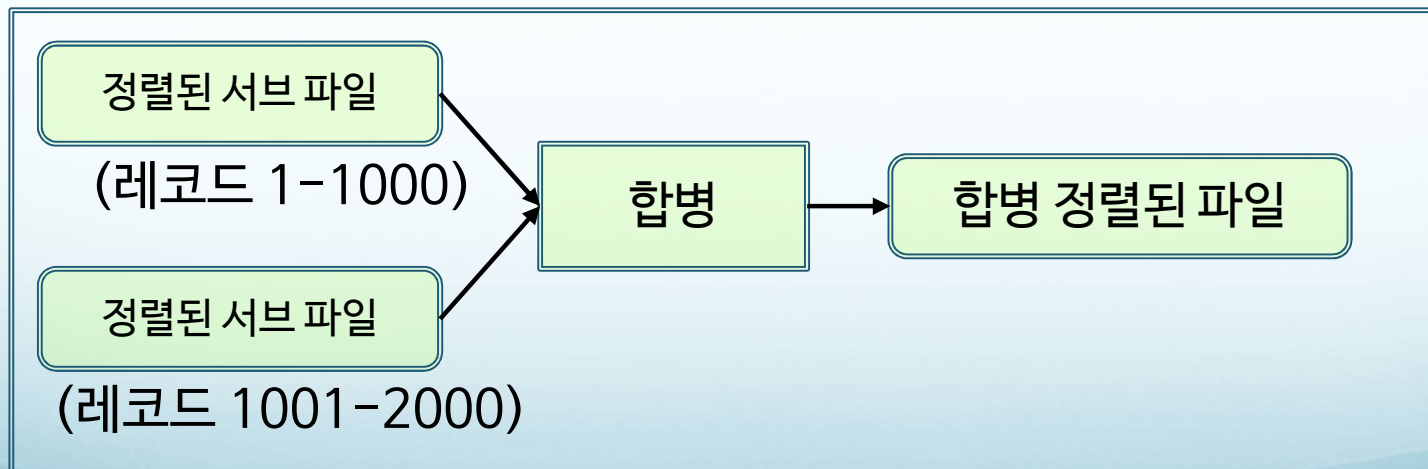 정렬된 서브 파일
(레코드 1-1000)
합병
합병 정렬된 파일
정렬된 서브 파일
(레코드 1001-2000)